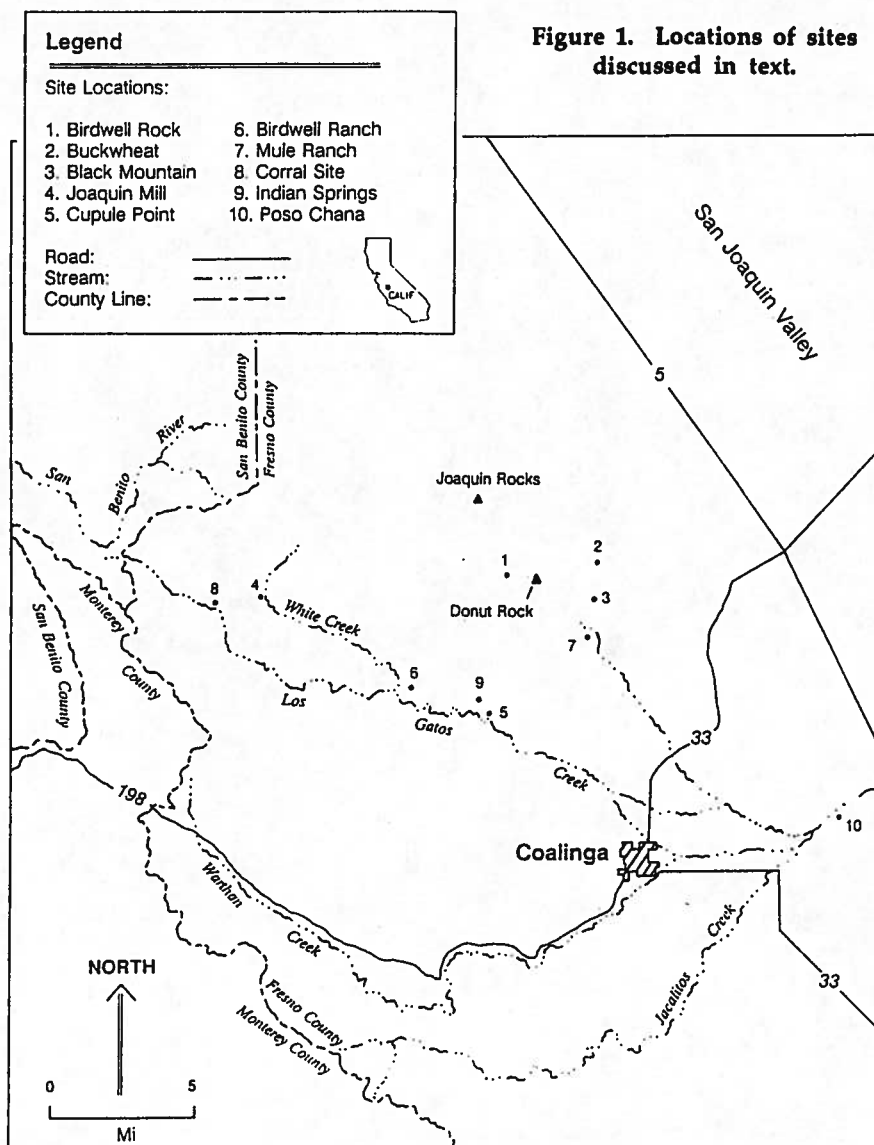 Figure 1. Locations of sites
discussed in text.
Legend
Site Locations:
1. Birdwell Rock
2. Buckwheat
3. Black Mountain
4. Joaquin Mill
5. Cupule Point
6. Birdwell Ranch
7. Mule Ranch
8. Corral Site
9. Indian Springs
10. Poso Chana
Road:
Stream:
County Line:
CALIF
San Joaquin Valley
5
San Benito County
Fresno County
San Benito River
Joaquin Rocks
1
2
Donut Rock
3
7
8
4
White Creek
Monterey County
San Benito County
6
9
5
Los Gatos Creek
33
198
10
Coalinga
Warthan Creek
Jacalitos Creek
33
NORTH
Fresno County
Monterey County
0 5
Mi